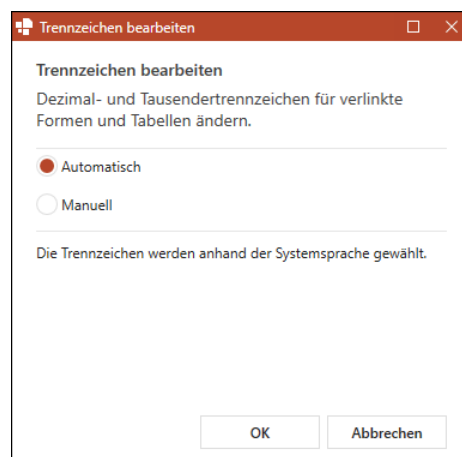 Trennzeichen bearbeiten
Trennzeichen bearbeiten
Dezimal- und Tausendertrennzeichen für verlinkte
Formen und Tabellen ändern.
Automatisch
Manuell
Die Trennzeichen werden anhand der Systemsprache gewählt.
OK
Abbrechen